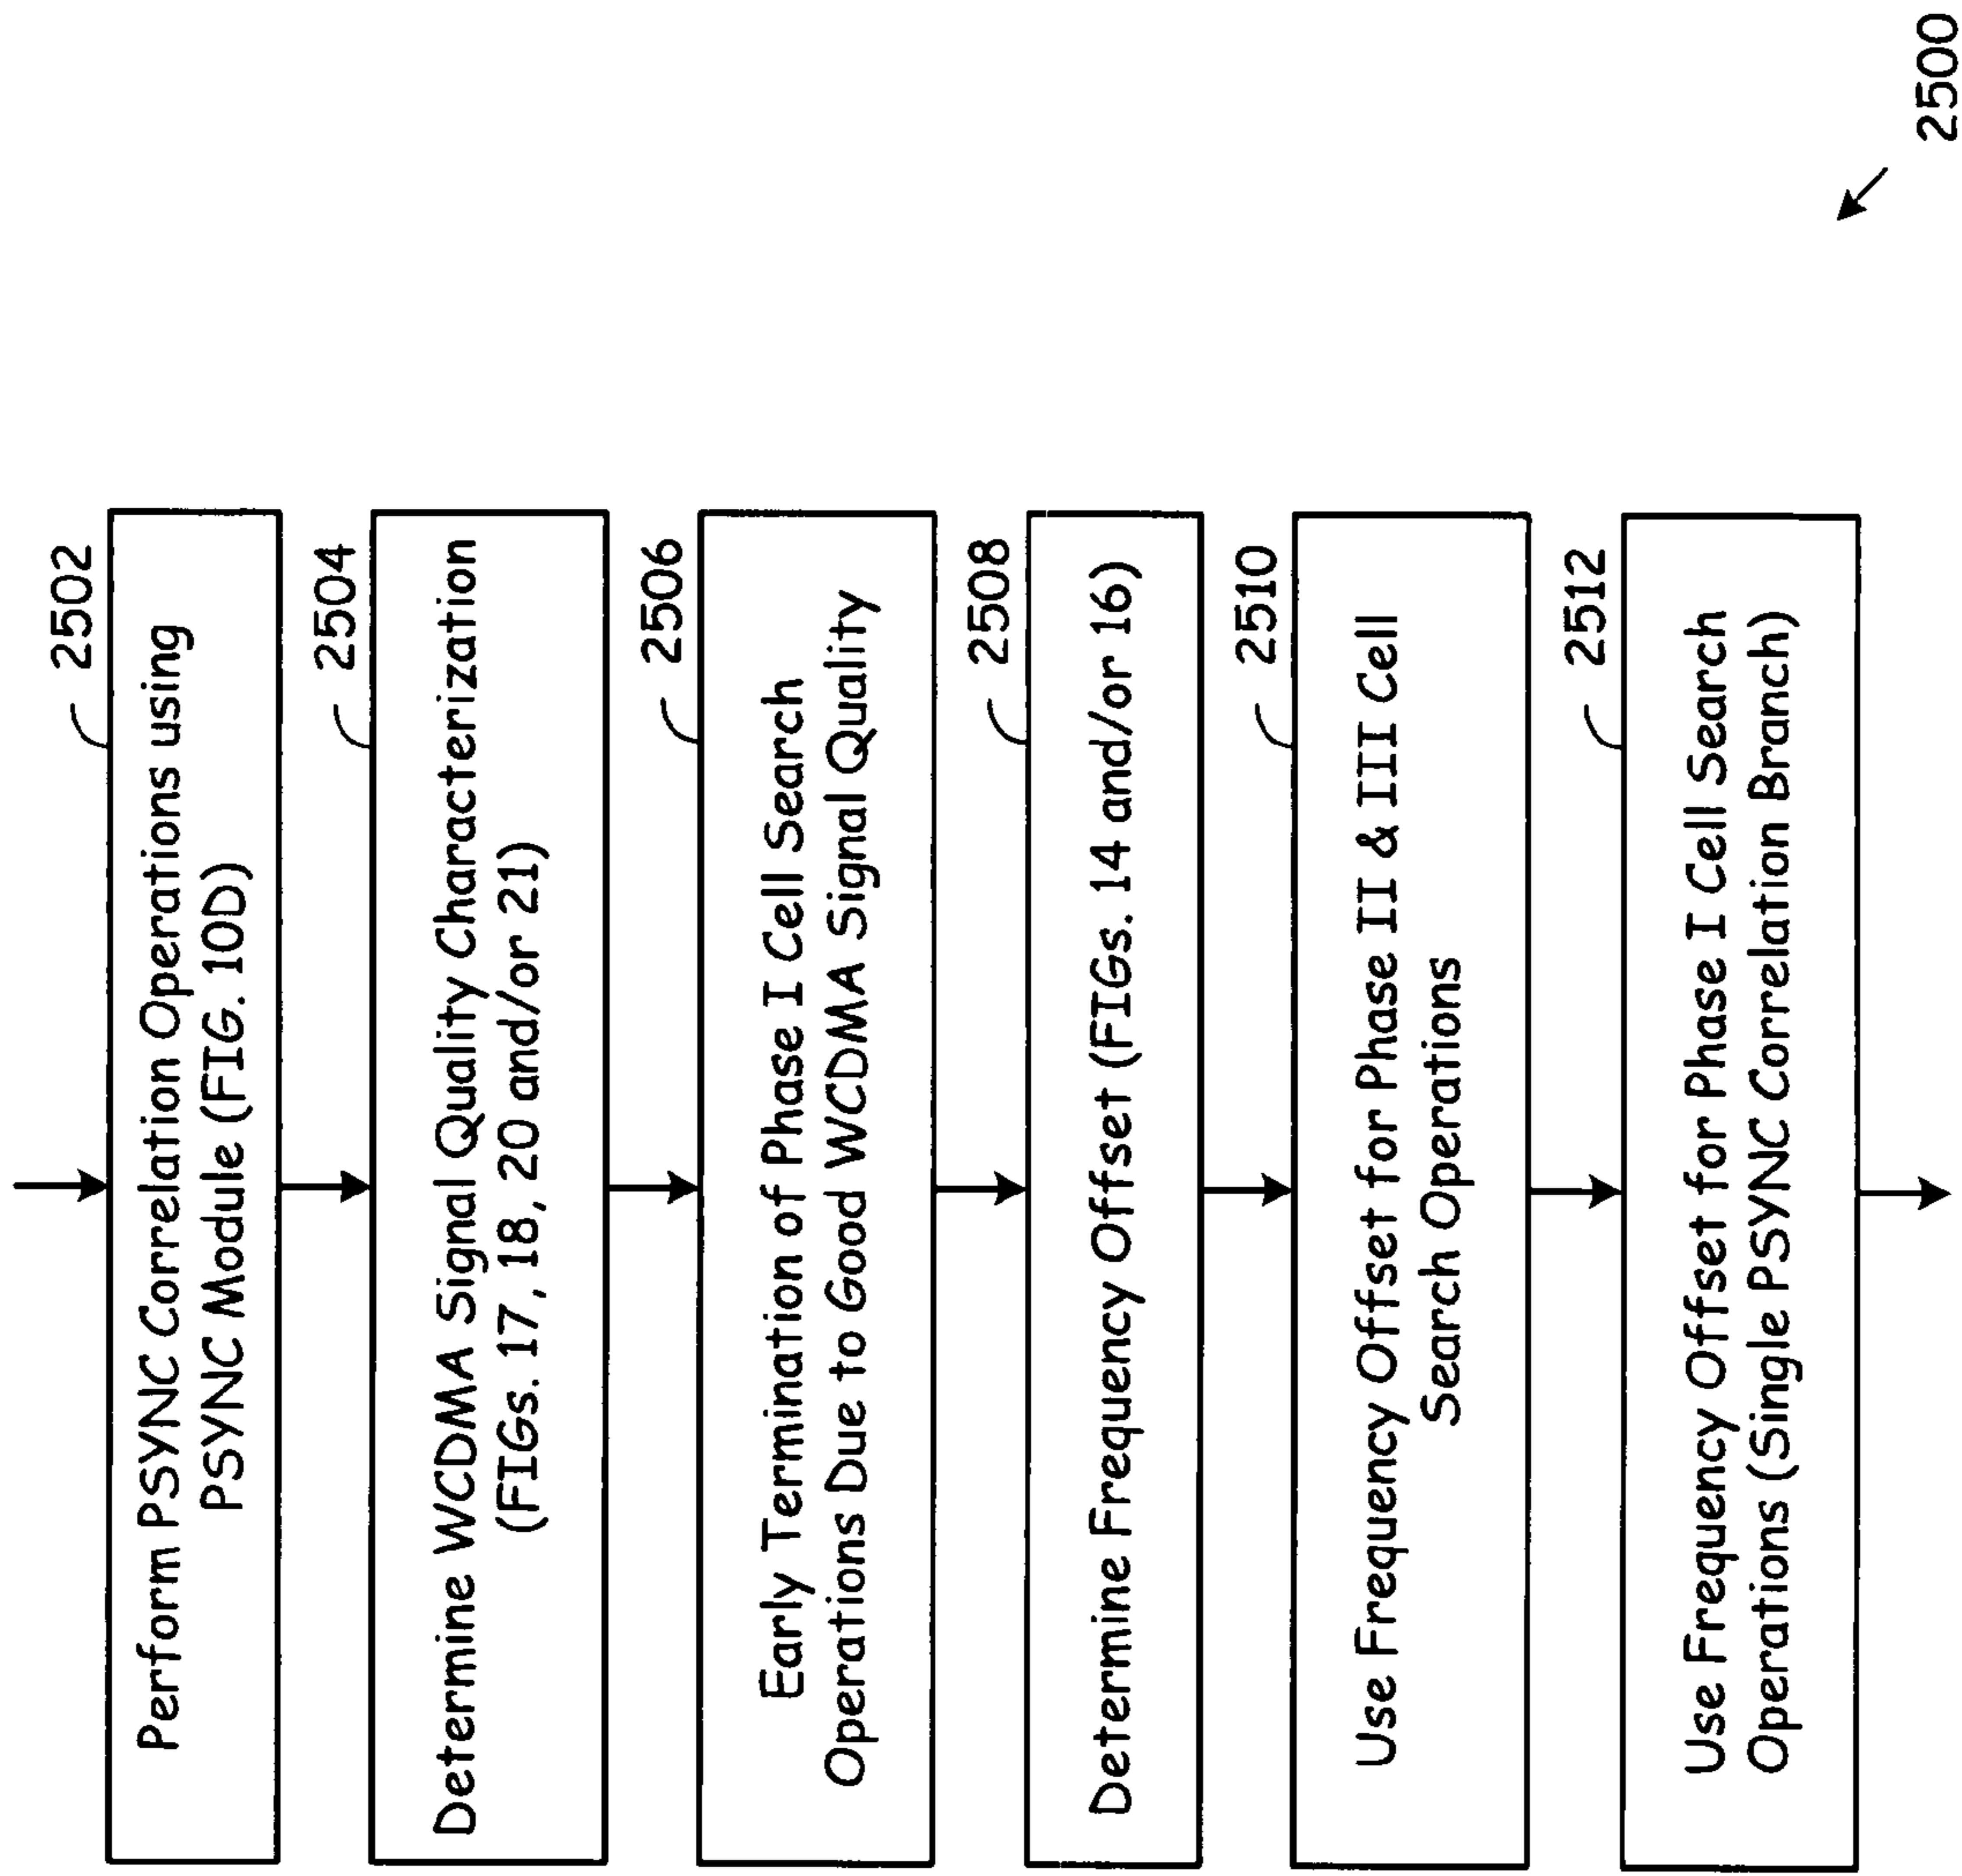 2502
Perform PSYNC Correlation Operations using
PSYNC Module (FIG. 10D)
2504
Determine WCDMA Signal Quality Characterization
(FIGs. 17, 18, 20 and/or 21)
2506
Early Termination of Phase I Cell Search
Operations Due to Good WCDMA Signal Quality
2508
Determine Frequency Offset (FIGs. 14 and/or 16)
2510
Use Frequency Offset for Phase II & III Cell
Search Operations
2512
Use Frequency Offset for Phase I Cell Search
Operations (Single PSYNC Correlation Branch)
2500